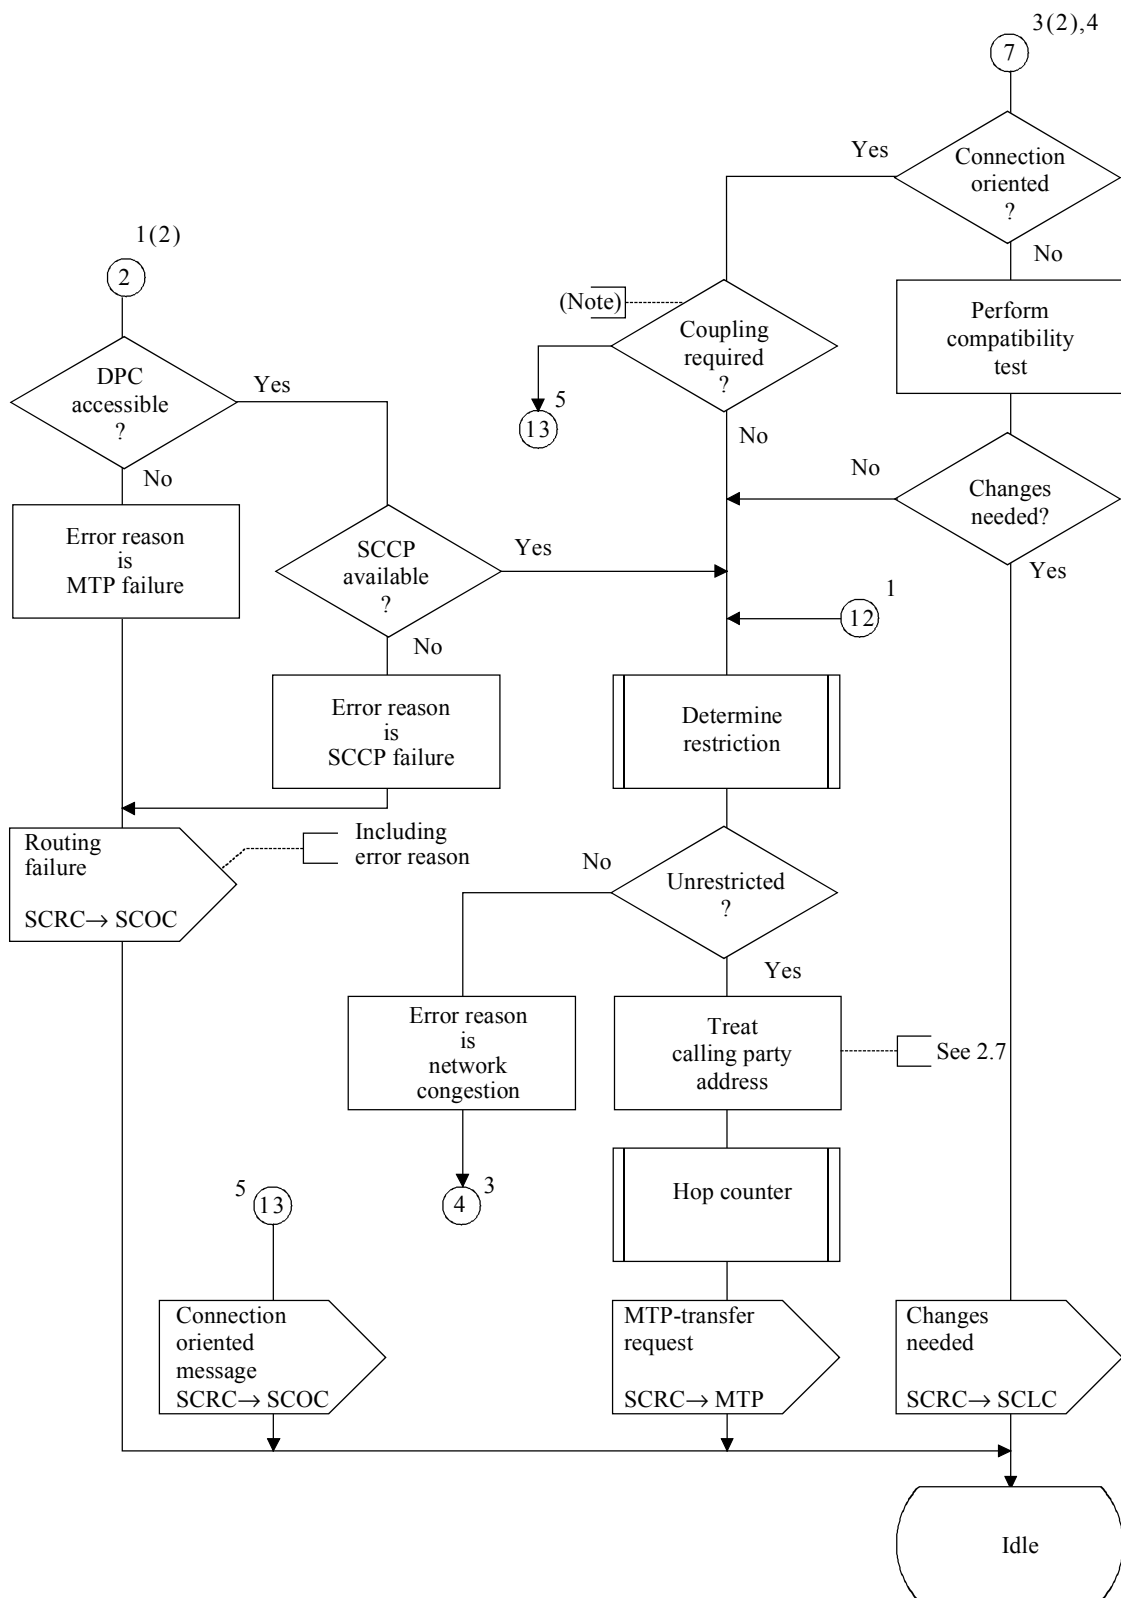 3(2),4
7
Yes
Connection
oriented
?
No
1(2)
2
(Note)
Coupling
required
?
Perform
compatibility
test
DPC
accessible
?
Yes
5
13
No
No
No
Changes
needed?
Error reason
is
MTP failure
SCCP
available
?
Yes
Yes
1
12
No
Error reason
is
SCCP failure
Determine
restriction
Routing
failure
SCRC→ SCOC
Including
error reason
No
Unrestricted
?
Yes
Error reason
is
network
congestion
Treat
calling party
address
See 2.7
3
4
Hop counter
5
13
Connection
oriented
message
SCRC→ SCOC
MTP-transfer
request
SCRC→ MTP
Changes
needed
SCRC→ SCLC
Idle